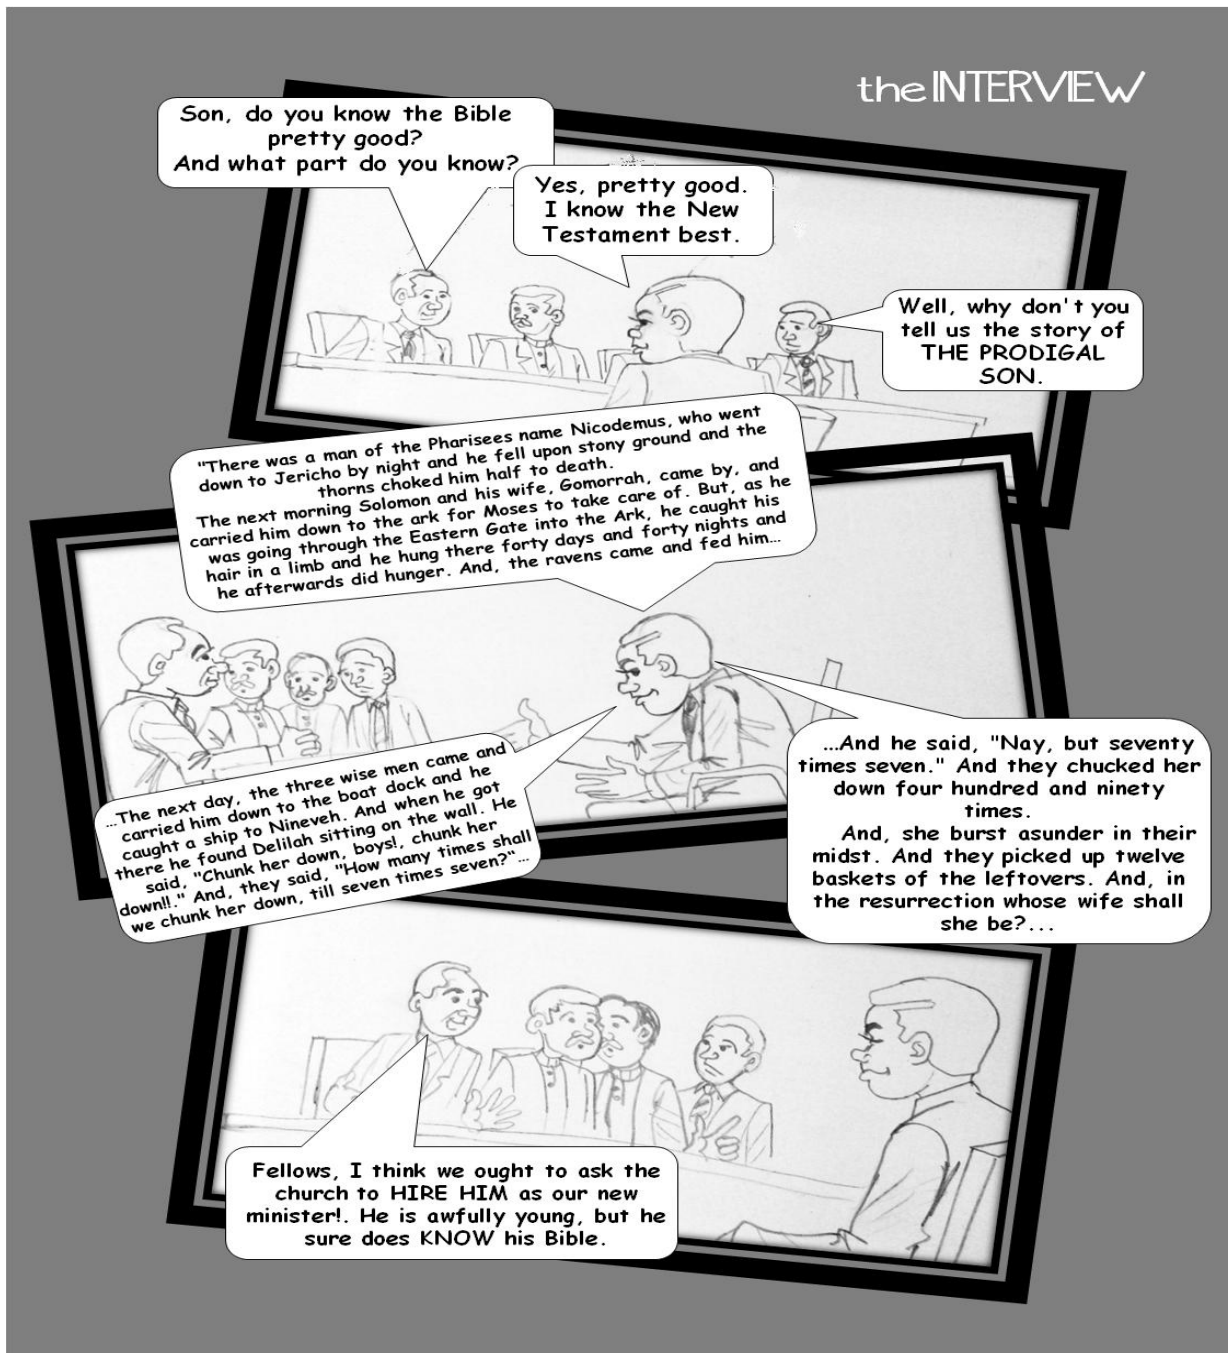 the INTERVIEW
Son, do you know the Bible
pretty good?
And what part do you know?
Yes, pretty good.
I know the New
Testament best.
Well, why don't you
tell us the story of
THE PRODIGAL
SON.
"There was a man of the Pharisees name Nicodemus, who went
down to Jericho by night and he fell upon stony ground and the
thorns choked him half to death.
The next morning Solomon and his wife, Gomorrah, came by, and
carried him down to the ark for Moses to take care of. But, as he
was going through the Eastern Gate into the Ark, he caught his
hair in a limb and he hung there forty days and forty nights and
he afterwards did hunger. And, the ravens came and fed him...
...The next day, the three wise men came and
carried him down to the boat dock and he
caught a ship to Nineveh. And when he got
there he found Delilah sitting on the wall. He
said, "Chunk her down, boys!, chunk her
down!!." And, they said, "How many times shall
we chunk her down, till seven times seven?"...
...And he said, "Nay, but seventy
times seven." And they chucked her
down four hundred and ninety
times.
And, she burst asunder in their
midst. And they picked up twelve
baskets of the leftovers. And, in
the resurrection whose wife shall
she be?...
Fellows, I think we ought to ask the
church to HIRE HIM as our new
minister!. He is awfully young, but he
sure does KNOW his Bible.